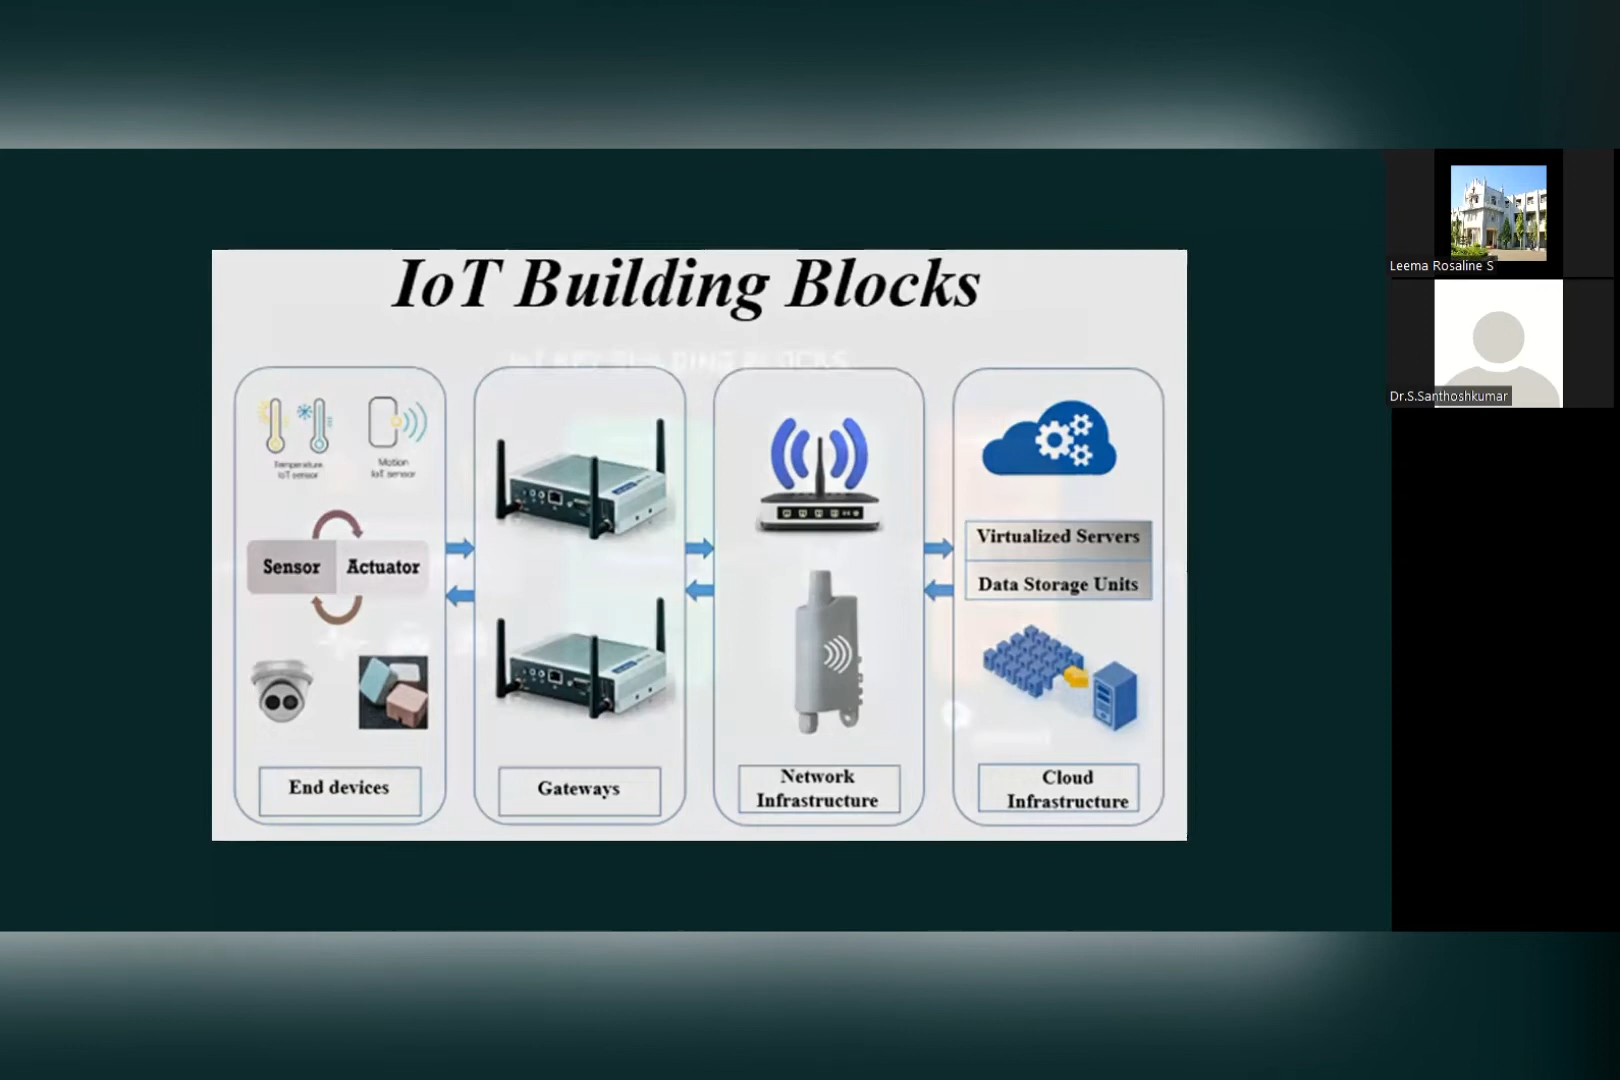 IoT Building Blocks
Temperature
IoT sensor
Motion
IoT sensor
Sensor
Actuator
End devices
Gateways
Network
Infrastructure
Virtualized Servers
Data Storage Units
Cloud
Infrastructure
Leema Rosaline S
Dr.S.Santhoshkumar